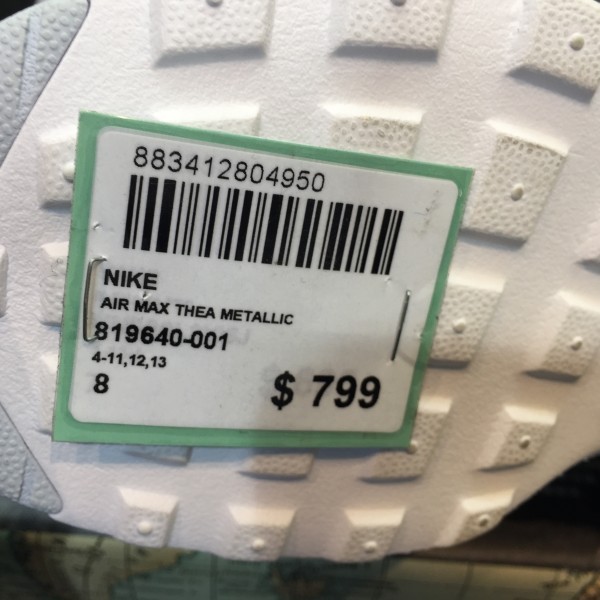 883412804950
NIKE
AIR MAX THEA METALLIC
819640-001
4-11,12,13
8
$ 799